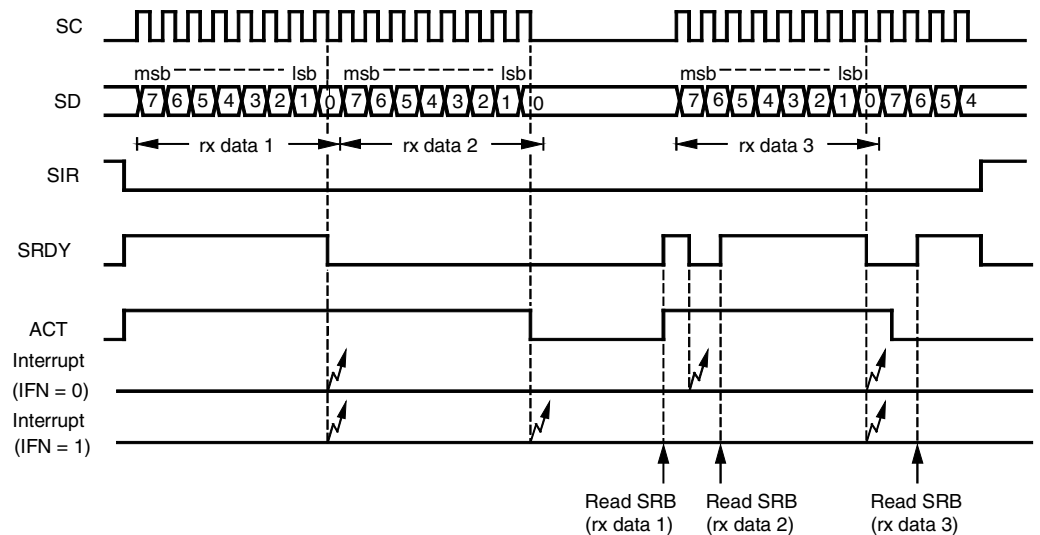 SC
msb lsb msb lsb msb lsb
SD 7 6 5 4 3 2 1 0 7 6 5 4 3 2 1 0 7 6 5 4 3 2 1 0 7 6 5 4
rx data 1 rx data 2 rx data 3
SIR
SRDY
ACT
Interrupt
(IFN = 0)
Interrupt
(IFN = 1)
Read SRB Read SRB Read SRB
(rx data 1) (rx data 2) (rx data 3)